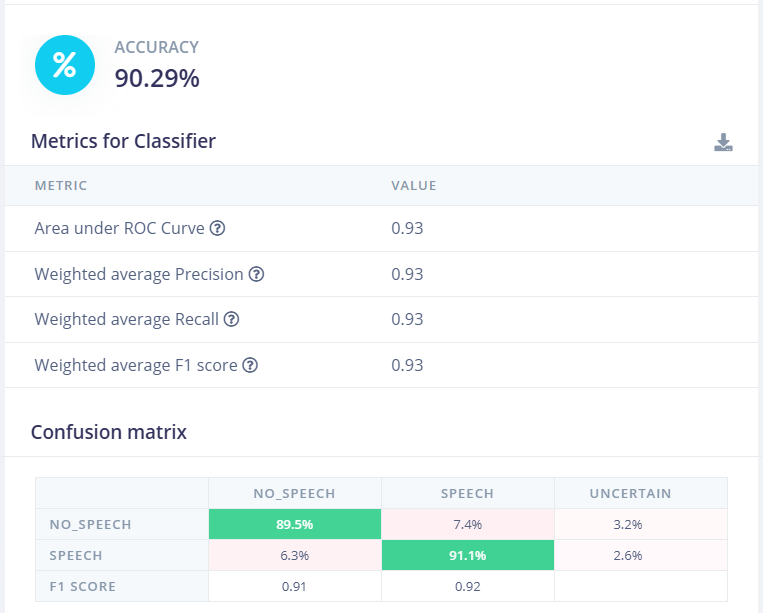 %
ACCURACY
90.29%
Metrics for Classifier
METRIC VALUE
Area under ROC Curve ? 0.93
Weighted average Precision ? 0.93
Weighted average Recall ? 0.93
Weighted average F1 score ? 0.93
Confusion matrix
NO_SPEECH SPEECH UNCERTAIN
NO_SPEECH 89.5% 7.4% 3.2%
SPEECH 6.3% 91.1% 2.6%
F1 SCORE 0.91 0.92